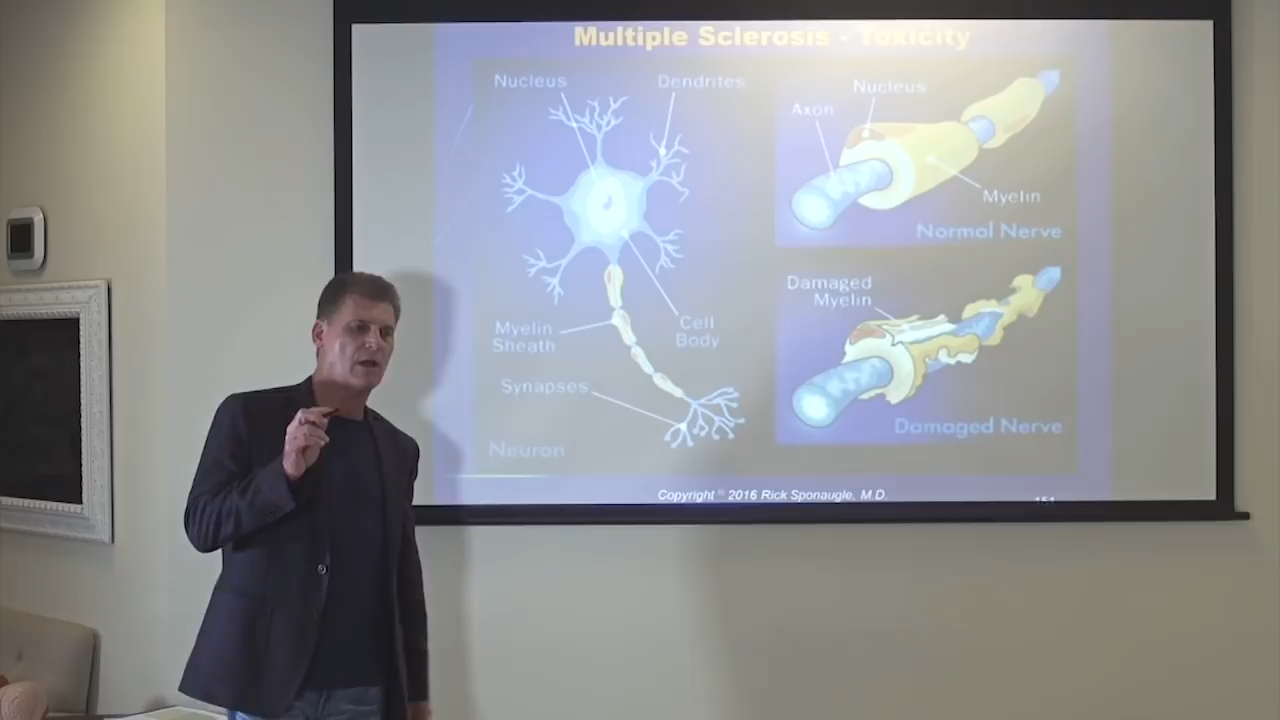 Multiple Sclerosis - Toxicity
Nucleus
Dendrites
Myelin
Sheath
Cell
Body
Synapses
Neuron
Nucleus
Axon
Myelin
Normal Nerve
Damaged
Myelin
Damaged Nerve
Copyright © 2016 Rick Sponaugle, M.D.
151